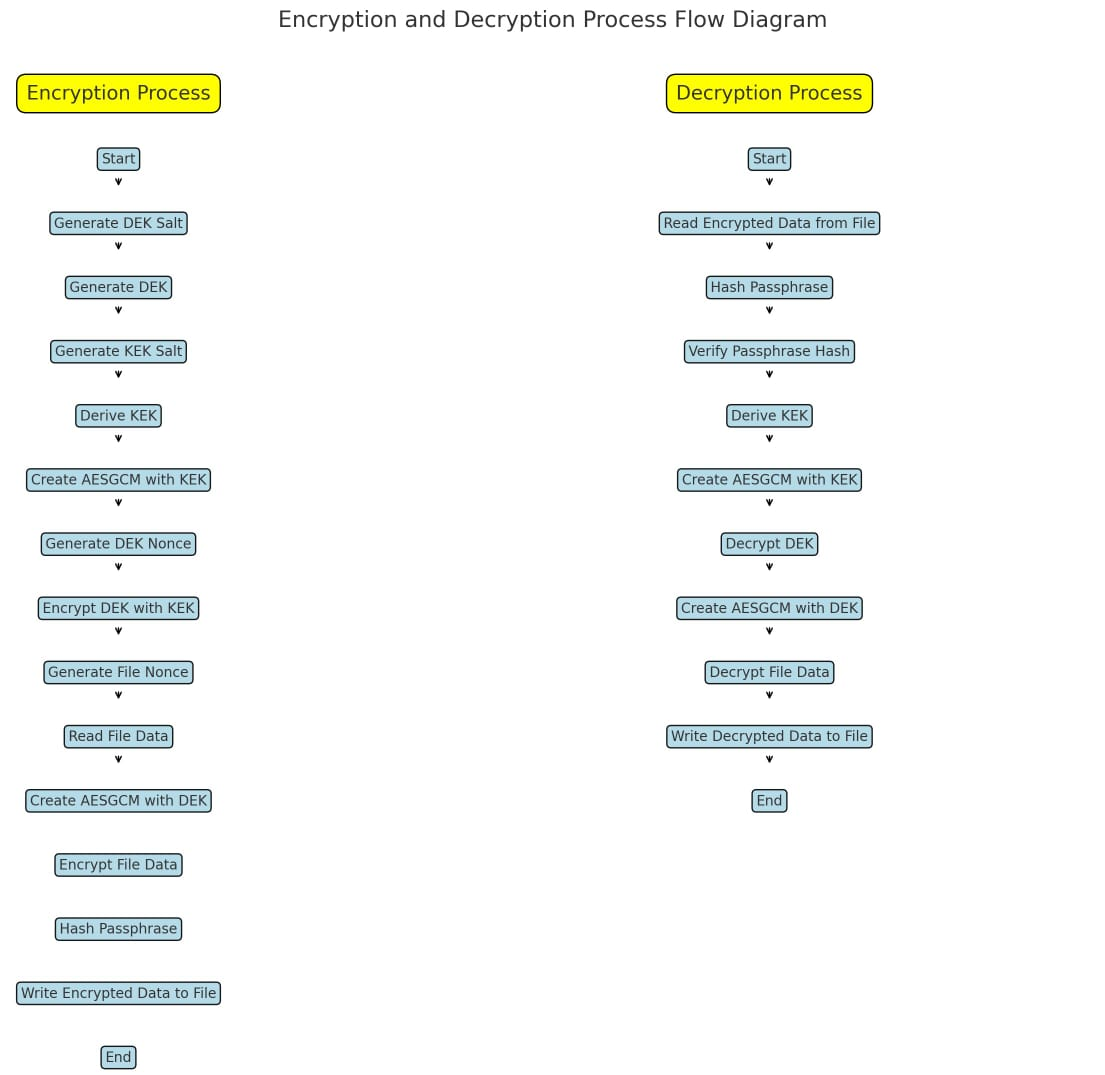 Encryption and Decryption Process Flow Diagram
Encryption Process
Start
Generate DEK Salt
Generate DEK
Generate KEK Salt
Derive KEK
Create AESGCM with KEK
Generate DEK Nonce
Encrypt DEK with KEK
Generate File Nonce
Read File Data
Create AESGCM with DEK
Encrypt File Data
Hash Passphrase
Write Encrypted Data to File
End
Decryption Process
Start
Read Encrypted Data from File
Hash Passphrase
Verify Passphrase Hash
Derive KEK
Create AESGCM with KEK
Decrypt DEK
Create AESGCM with DEK
Decrypt File Data
Write Decrypted Data to File
End